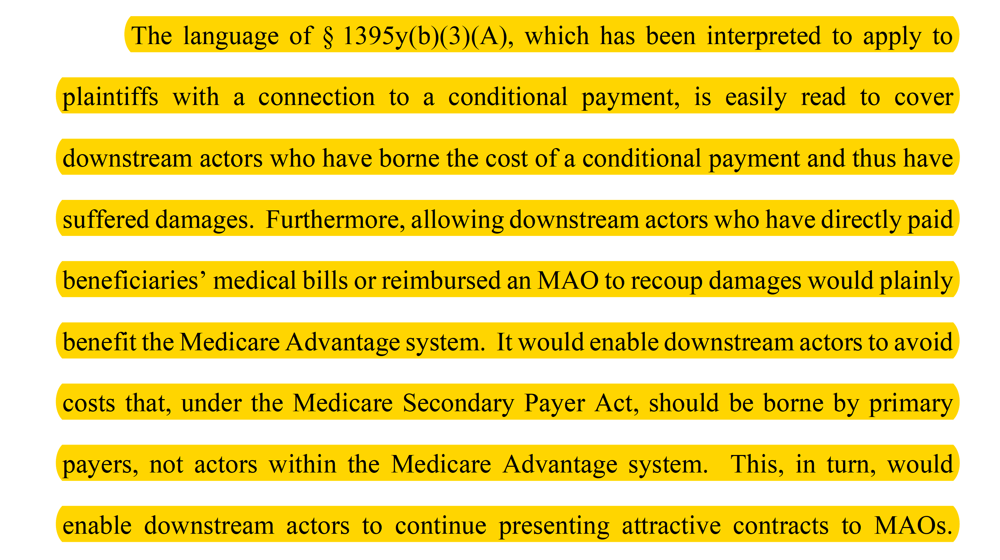 The language of § 1395y(b)(3)(A), which has been interpreted to apply to
plaintiffs with a connection to a conditional payment, is easily read to cover
downstream actors who have borne the cost of a conditional payment and thus have
suffered damages.  Furthermore, allowing downstream actors who have directly paid
beneficiaries’ medical bills or reimbursed an MAO to recoup damages would plainly
benefit the Medicare Advantage system.  It would enable downstream actors to avoid
costs that, under the Medicare Secondary Payer Act, should be borne by primary
payers, not actors within the Medicare Advantage system.  This, in turn, would
enable downstream actors to continue presenting attractive contracts to MAOs.